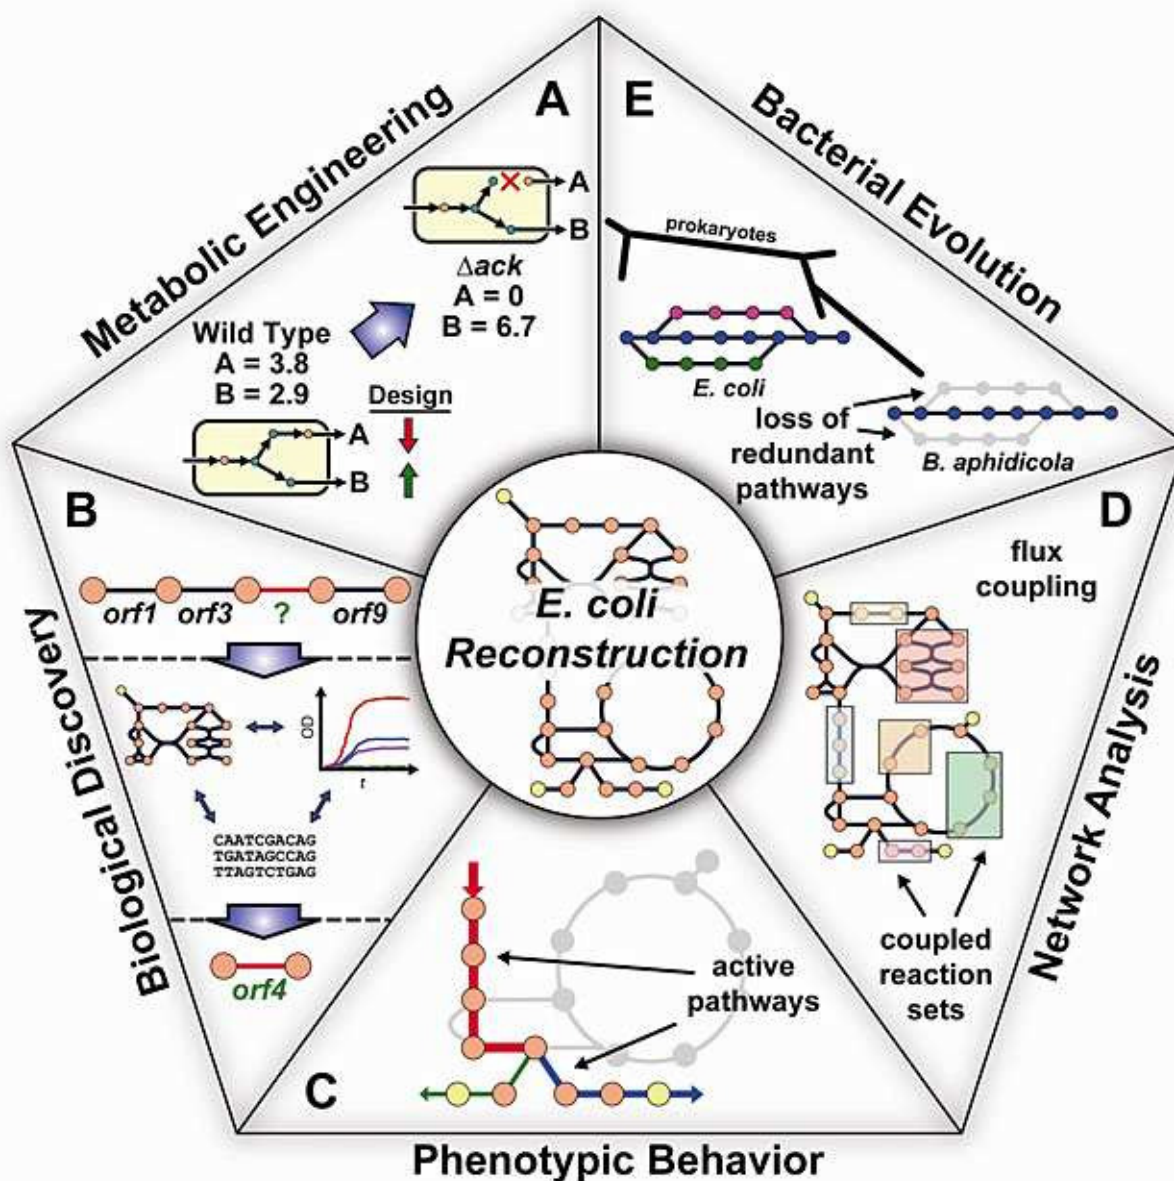 Metabolic Engineering
A
A
B
Δack
A = 0
B = 6.7
Wild Type
A = 3.8
B = 2.9
Design
A
B
E
Bacterial Evolution
prokaryotes
E. coli
loss of
redundant
pathways
B. aphidicola
B
Biological Discovery
orf1 orf3 ? orf9
OD
t
CAATCGACAG
TGATAGCCAG
TTAGTCTGAG
orf4
E. coli
Reconstruction
D
Network Analysis
flux
coupling
coupled
reaction
sets
C
active
pathways
Phenotypic Behavior